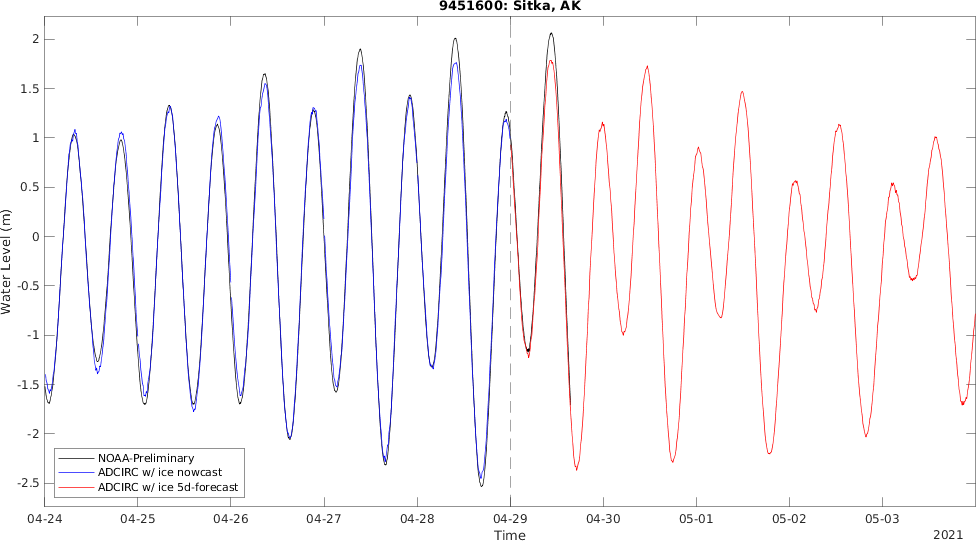 9451600: Sitka, AK
2
1.5
1
0.5
0
-0.5
-1
-1.5
-2
-2.5
Water Level (m)
NOAA-Preliminary
ADCIRC w/ ice nowcast
ADCIRC w/ ice 5d-forecast
04-24 04-25 04-26 04-27 04-28 04-29 04-30 05-01 05-02 05-03
Time
2021